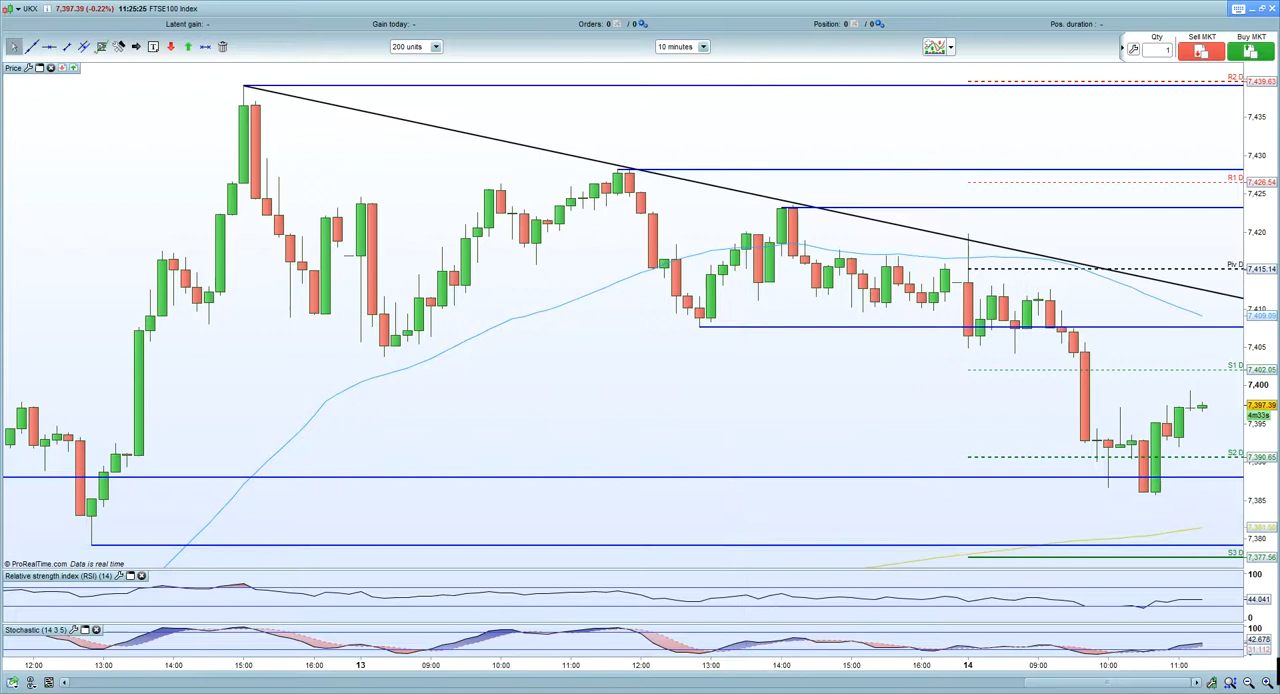 UKX 7,397.39 (-0.22%) 11:25:25 FTSE100 Index
Latent gain: - Gain today: - Orders: 0 / 0 Position: 0 / 0 Pos. duration : -
200 units 10 minutes Qty Sell MKT Buy MKT
1
Price
R2 D 7,439.63
7,435
7,430
R1 D 7,426.54
7,425
7,420
Piv D 7,415.14
7,410
7,409.09
7,405
S1 D 7,402.05
7,400
7,397.39
4m33s
7,395
S2 D 7,390.65
7,385
7,381.50
7,380
© ProRealTime.com Data is real time
S3 D 7,377.56
Relative strength index (RSI) (14)
100
44.041
0
Stochastic (14 3 5)
100
42.678
31.112
12:00 13:00 14:00 15:00 16:00 13 09:00 10:00 11:00 12:00 13:00 14:00 15:00 16:00 14 09:00 10:00 11:00